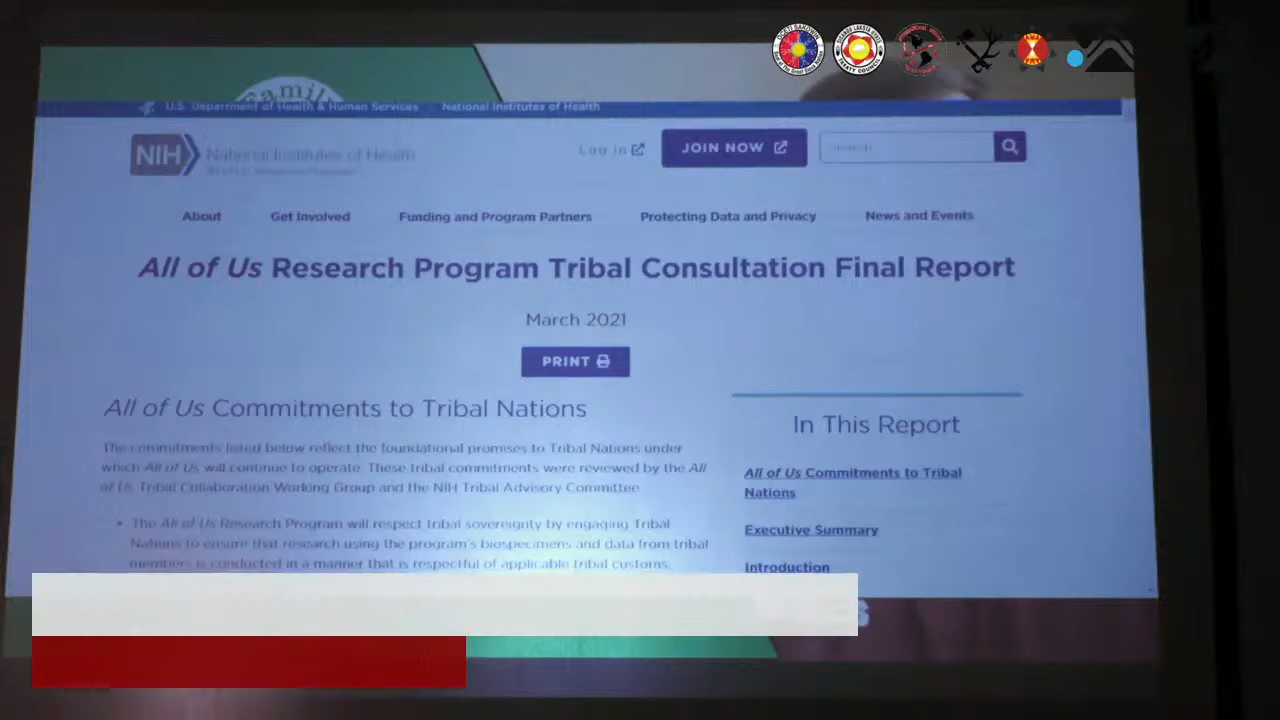 OCETI SAKOWIN
TREATY COUNCIL
Famil
U.S. Department of Health & Human Services
National Institutes of Health
NIH
National Institutes of Health
Log in
JOIN NOW
Search
About
Get Involved
Funding and Program Partners
Protecting Data and Privacy
News and Events
All of Us Research Program Tribal Consultation Final Report
March 2021
PRINT
All of Us Commitments to Tribal Nations
The commitments listed below reflect the foundational promises to Tribal Nations under
which All of Us will continue to operate. These tribal commitments were reviewed by the All
of Us Tribal Collaboration Working Group and the NIH Tribal Advisory Committee
• The All of Us Research Program will respect tribal sovereignty by engaging Tribal
Nations to ensure that research using the program's biospecimens and data from tribal
members is conducted in a manner that is respectful of applicable tribal customs,
In This Report
All of Us Commitments to Tribal
Nations
Executive Summary
Introduction
S